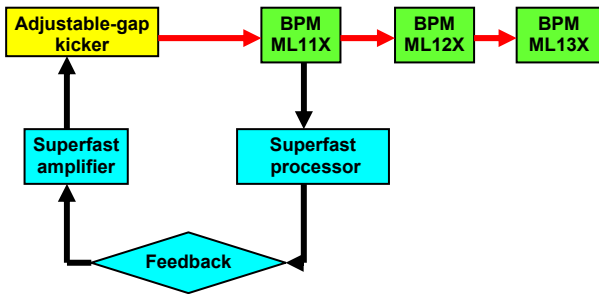 Adjustable-gap
kicker
BPM
ML11X
BPM
ML12X
BPM
ML13X
Superfast
amplifier
Superfast
processor
Feedback